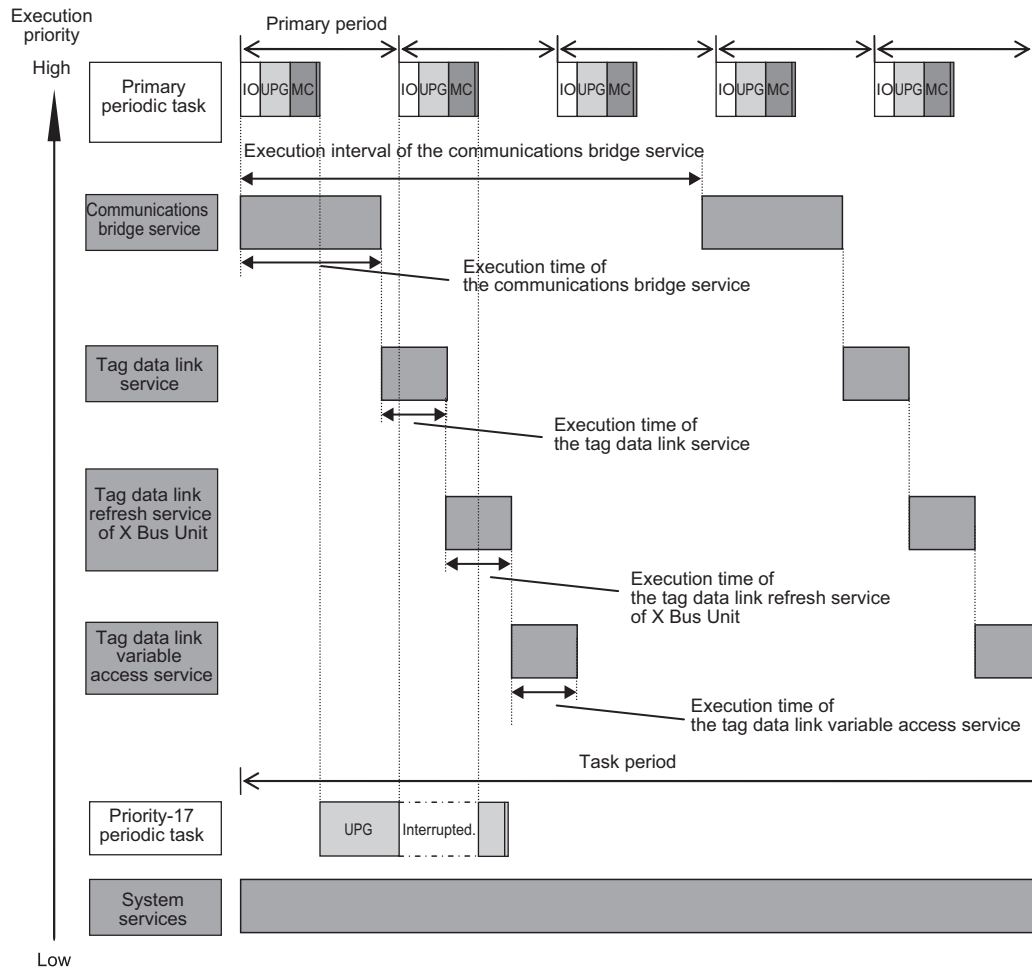 Execution
priority
High
Primary period
Primary
periodic task
IO UPG MC
IO UPG MC
IO UPG MC
IO UPG MC
IO UPG MC
Execution interval of the communications bridge service
Communications
bridge service
Execution time of
the communications bridge service
Tag data link
service
Execution time of
the tag data link service
Tag data link
refresh service
of X Bus Unit
Execution time of
the tag data link refresh service
of X Bus Unit
Tag data link
variable
access service
Execution time of
the tag data link variable access service
Task period
Priority-17
periodic task
UPG
Interrupted.
System
services
Low